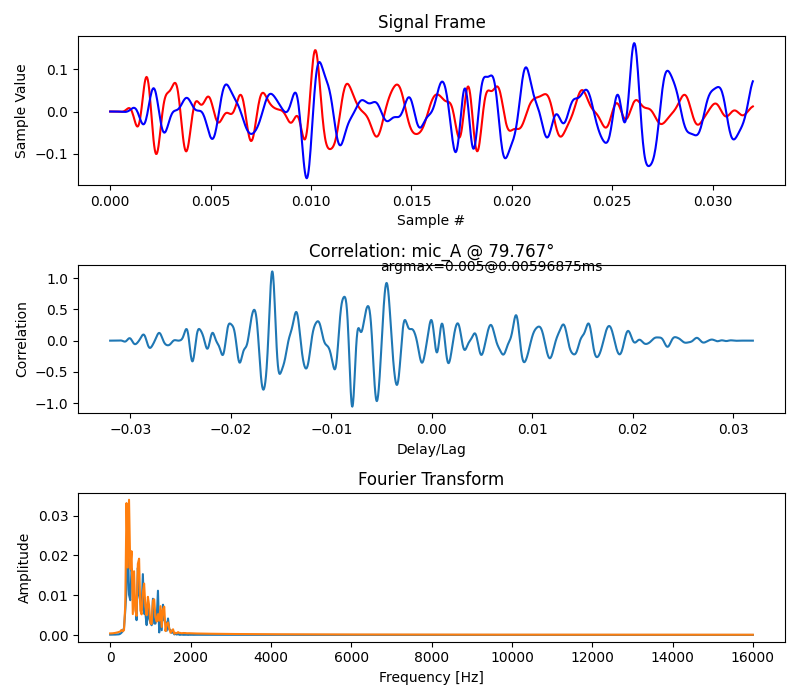 Signal Frame
Sample Value
0.1
0.0
−0.1
0.000 0.005 0.010 0.015 0.020 0.025 0.030
Sample #
Correlation: mic_A @ 79.767°
argmax=0.005@0.00596875ms
Correlation
1.0
0.5
0.0
−0.5
−1.0
−0.03 −0.02 −0.01 0.00 0.01 0.02 0.03
Delay/Lag
Fourier Transform
Amplitude
0.03
0.02
0.01
0.00
0 2000 4000 6000 8000 10000 12000 14000 16000
Frequency [Hz]